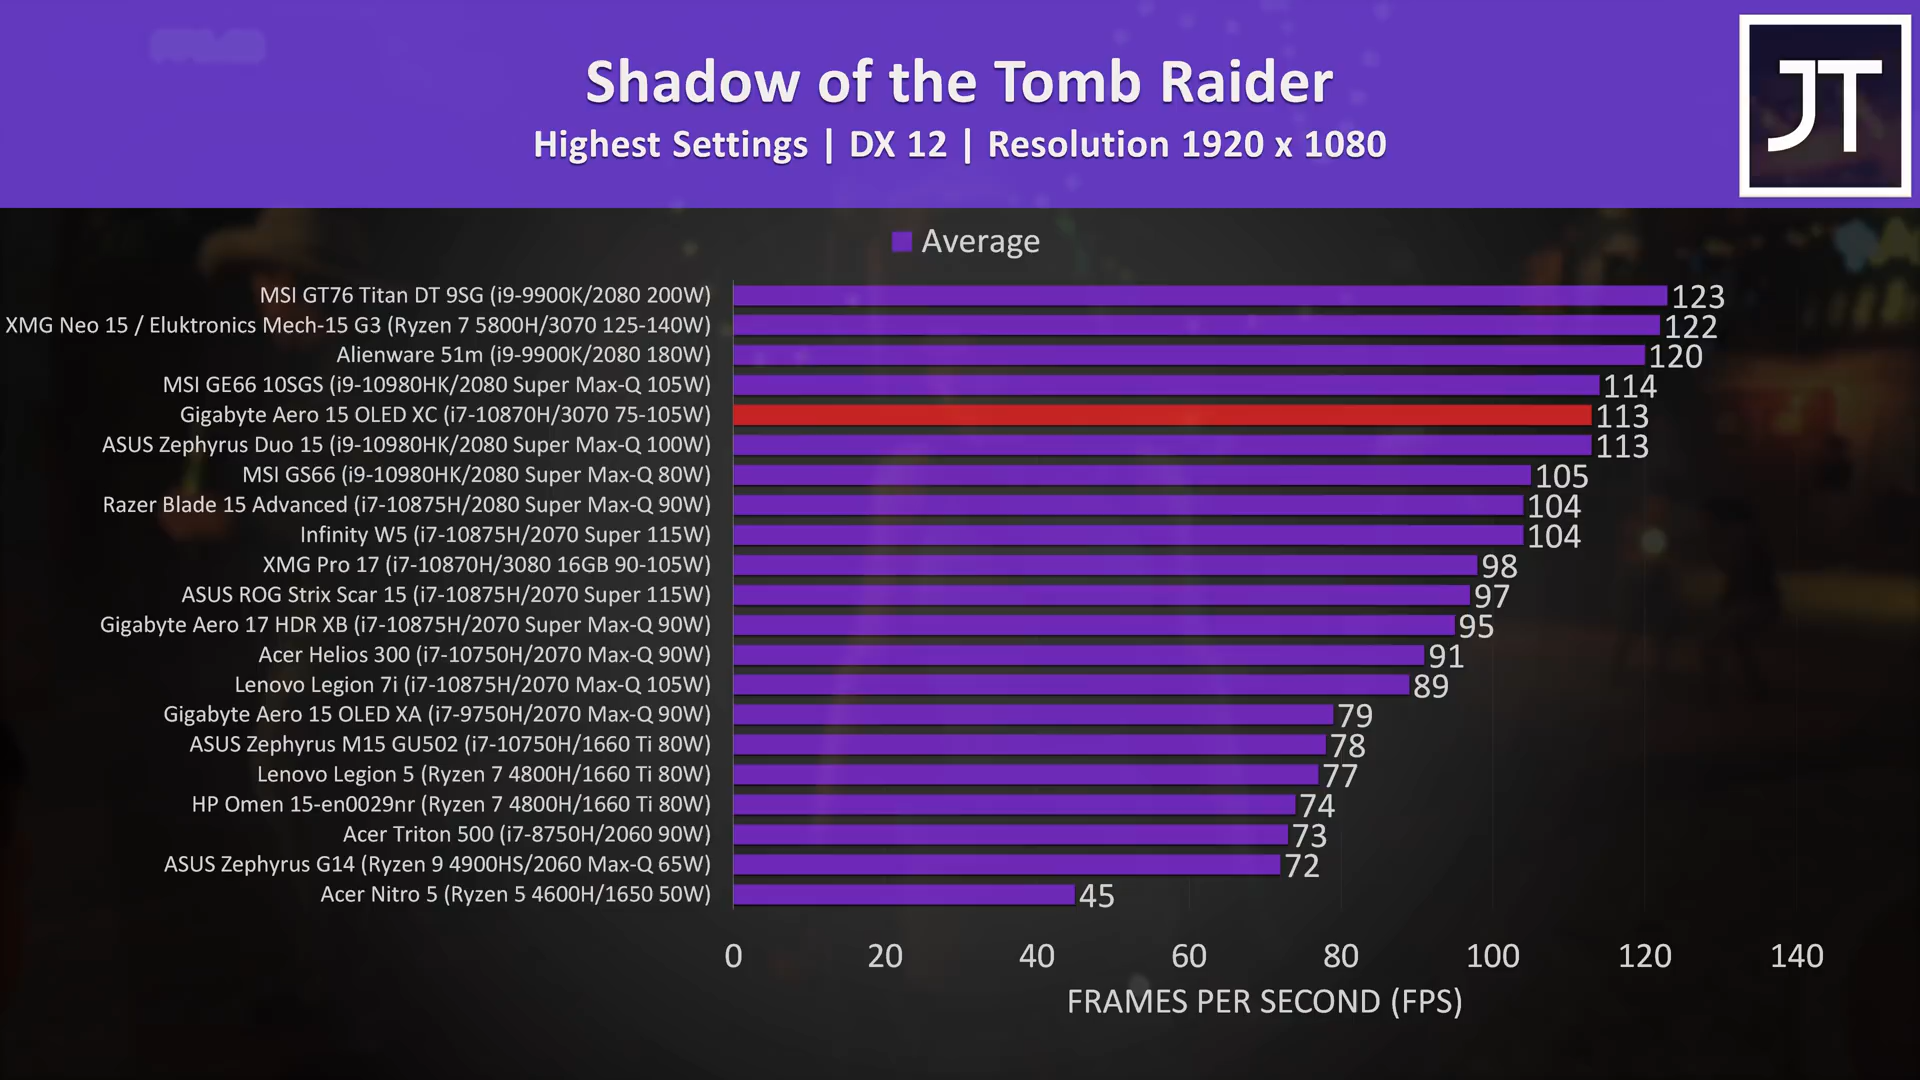 Shadow of the Tomb Raider
Highest Settings | DX 12 | Resolution 1920 x 1080
JT
Average
MSI GT76 Titan DT 9SG (i9-9900K/2080 200W) 123
XMG Neo 15 / Eluktronics Mech-15 G3 (Ryzen 7 5800H/3070 125-140W) 122
Alienware 51m (i9-9900K/2080 180W) 120
MSI GE66 10SGS (i9-10980HK/2080 Super Max-Q 105W) 114
Gigabyte Aero 15 OLED XC (i7-10870H/3070 75-105W) 113
ASUS Zephyrus Duo 15 (i9-10980HK/2080 Super Max-Q 100W) 113
MSI GS66 (i9-10980HK/2080 Super Max-Q 80W) 105
Razer Blade 15 Advanced (i7-10875H/2080 Super Max-Q 90W) 104
Infinity W5 (i7-10875H/2070 Super 115W) 104
XMG Pro 17 (i7-10870H/3080 16GB 90-105W) 98
ASUS ROG Strix Scar 15 (i7-10875H/2070 Super 115W) 97
Gigabyte Aero 17 HDR XB (i7-10875H/2070 Super Max-Q 90W) 95
Acer Helios 300 (i7-10750H/2070 Max-Q 90W) 91
Lenovo Legion 7i (i7-10875H/2070 Max-Q 105W) 89
Gigabyte Aero 15 OLED XA (i7-9750H/2070 Max-Q 90W) 79
ASUS Zephyrus M15 GU502 (i7-10750H/1660 Ti 80W) 78
Lenovo Legion 5 (Ryzen 7 4800H/1660 Ti 80W) 77
HP Omen 15-en0029nr (Ryzen 7 4800H/1660 Ti 80W) 74
Acer Triton 500 (i7-8750H/2060 90W) 73
ASUS Zephyrus G14 (Ryzen 9 4900HS/2060 Max-Q 65W) 72
Acer Nitro 5 (Ryzen 5 4600H/1650 50W) 45
0 20 40 60 80 100 120 140
FRAMES PER SECOND (FPS)